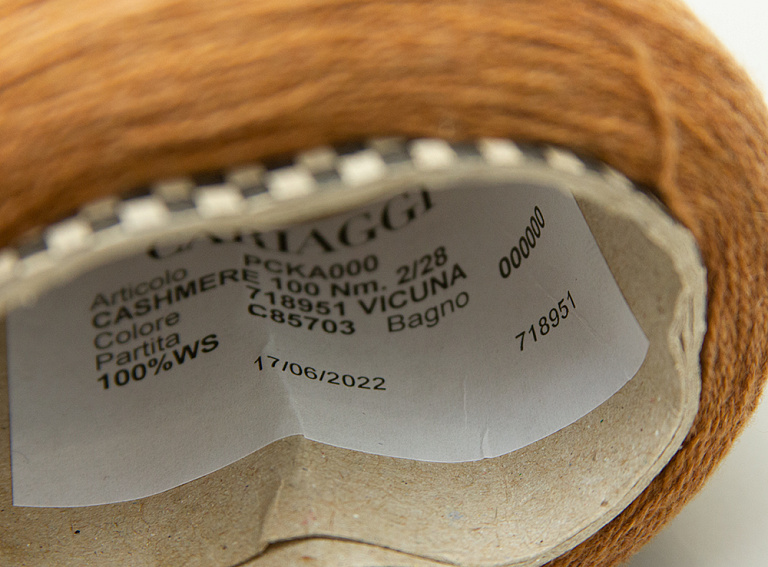 CARIAGGI
Articolo PCKA000
CASHMERE 100 Nm. 2/28
Colore 718951 VICUNA 000000
Partita C85703 Bagno
100%WS 17/06/2022 718951